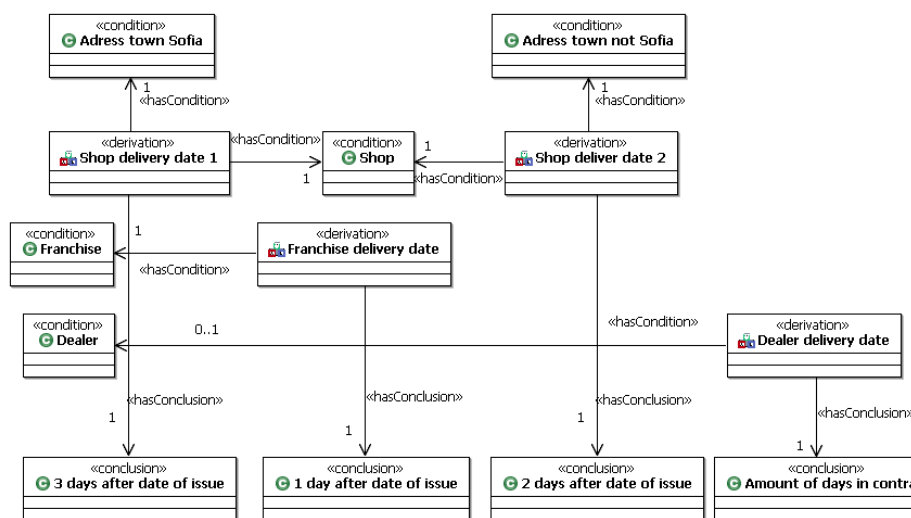 «condition»
Adress town Sofia
«condition»
Adress town not Sofia
1
«hasCondition»
1
«hasCondition»
«derivation»
Shop delivery date 1
«hasCondition»
1
«condition»
Shop
1
«hasCondition»
«derivation»
Shop deliver date 2
«condition»
Franchise
1
«hasCondition»
«derivation»
Franchise delivery date
«condition»
Dealer
0..1
«hasCondition»
«derivation»
Dealer delivery date
«hasConclusion»
1
«hasConclusion»
1
«hasConclusion»
1
«hasConclusion»
1
«conclusion»
3 days after date of issue
«conclusion»
1 day after date of issue
«conclusion»
2 days after date of issue
«conclusion»
Amount of days in contra